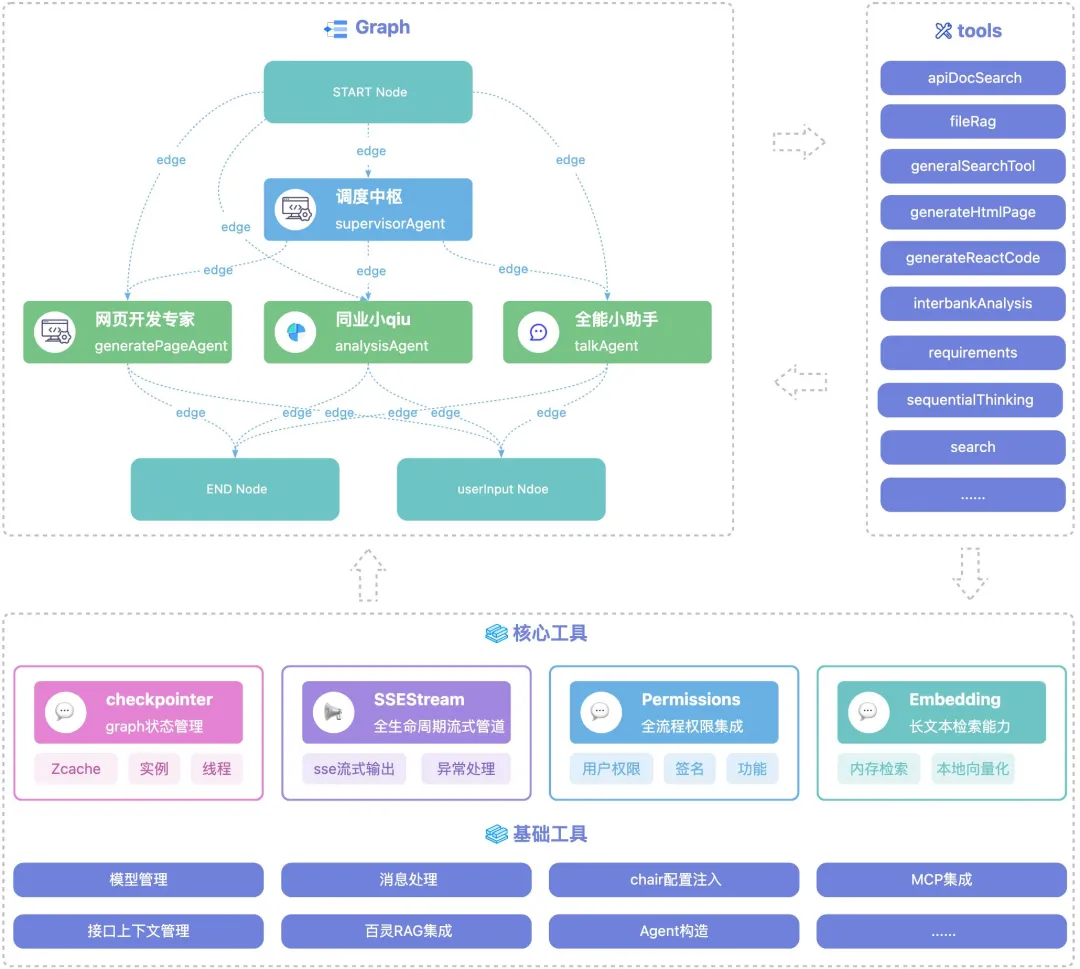 Graph
START Node
edge
edge
edge
edge
调度中枢
supervisorAgent
edge
edge
edge
网页开发专家
generatePageAgent
同业小qiu
analysisAgent
全能小助手
talkAgent
edge
edge
edge
edge
edge
edge
END Node
userInput Ndoe
tools
apiDocSearch
fileRag
generalSearchTool
generateHtmlPage
generateReactCode
interbankAnalysis
requirements
sequentialThinking
search
......
核心工具
checkpointer
graph状态管理
Zcache
实例
线程
SSEStream
全生命周期流式管道
sse流式输出
异常处理
Permissions
全流程权限集成
用户权限
签名
功能
Embedding
长文本检索能力
内存检索
本地向量化
基础工具
模型管理
消息处理
chair配置注入
MCP集成
接口上下文管理
百灵RAG集成
Agent构造
......